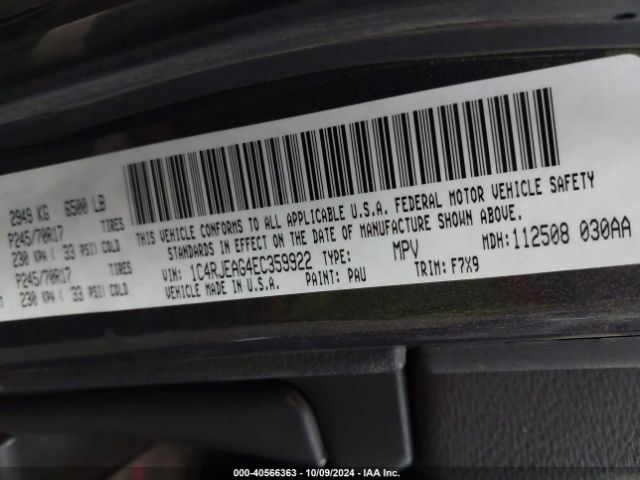 2949 KG 6500 LB
P245/70R17 TIRES
230 KPA ( 33 PSI) COLD
P245/70R17 TIRES
230 KPA ( 33 PSI) COLD
THIS VEHICLE CONFORMS TO ALL APPLICABLE U.S.A. FEDERAL MOTOR VEHICLE SAFETY
STANDARDS IN EFFECT ON THE DATE OF MANUFACTURE SHOWN ABOVE.
VIN: 1C4RJEAG4EC359922 TYPE: MPV MDH:112508 030AA
VEHICLE MADE IN U.S.A. PAINT: PAU TRIM: F7X9
000-40566363 - 10/09/2024 - IAA Inc.